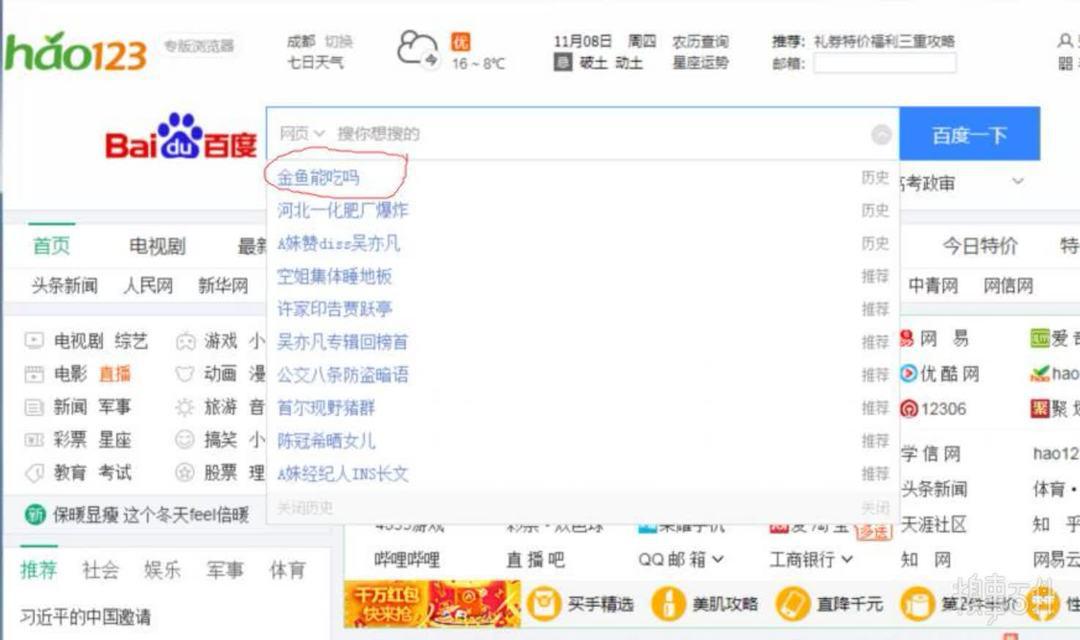 hao123 专版浏览器 成都 切换 优 11月08日 周四 农历查询 推荐: 礼券特价福利三重攻略
七日天气 16 ~ 8℃ 忌 破土 动土 星座运势 邮箱:
Bai du 百度 网页 搜你想搜的 百度一下
金鱼能吃吗 历史
高考政审
河北一化肥厂爆炸 历史
首页 电视剧 最新 A妹赞diss吴亦凡 历史 今日特价 特
头条新闻 人民网 新华网 空姐集体睡地板 推荐 中青网 网信网
许家印告贾跃亭 推荐
电视剧 综艺 游戏 小 吴亦凡专辑回榜首 推荐 网 易 爱奇
电影 直播 动画 漫 公交八条防盗暗语 推荐 优酷网 hao
新闻 军事 旅游 音 首尔现野猪群 推荐 12306 聚 聚划
彩票 星座 搞笑 小 陈冠希晒女儿 推荐 学信网 hao12
教育 考试 股票 理 A妹经纪人INS长文 推荐 头条新闻 体育 •
新 保暖显瘦 这个冬天feel倍暖 关闭历史 关闭
4399游戏 彩票·双色球 荣耀手机 爱淘宝 多送 天涯社区 知 乎
推荐 社会 娱乐 军事 体育 哔哩哔哩 直播吧 QQ邮箱 工商银行 知 网 网易云
千万红包 快来抢 买手精选 美肌攻略 直降千元 第2件半价
习近平的中国邀请